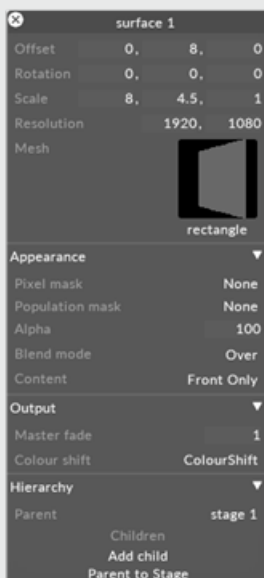 surface 1
Offset 0, 8, 0
Rotation 0, 0, 0
Scale 8, 4.5, 1
Resolution 1920, 1080
Mesh
rectangle
Appearance
Pixel mask None
Population mask None
Alpha 100
Blend mode Over
Content Front Only
Output
Master fade 1
Colour shift ColourShift
Hierarchy
Parent stage 1
Children
Add child
Parent to Stage